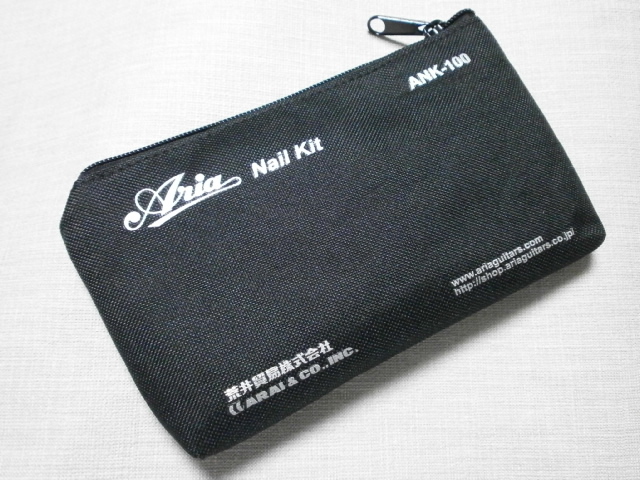 ANK-100
Aria Nail Kit
www.ariaguitars.com
http://shop.ariaguitars.co.jp/
荒井貿易株式会社
ARAI & CO., INC.